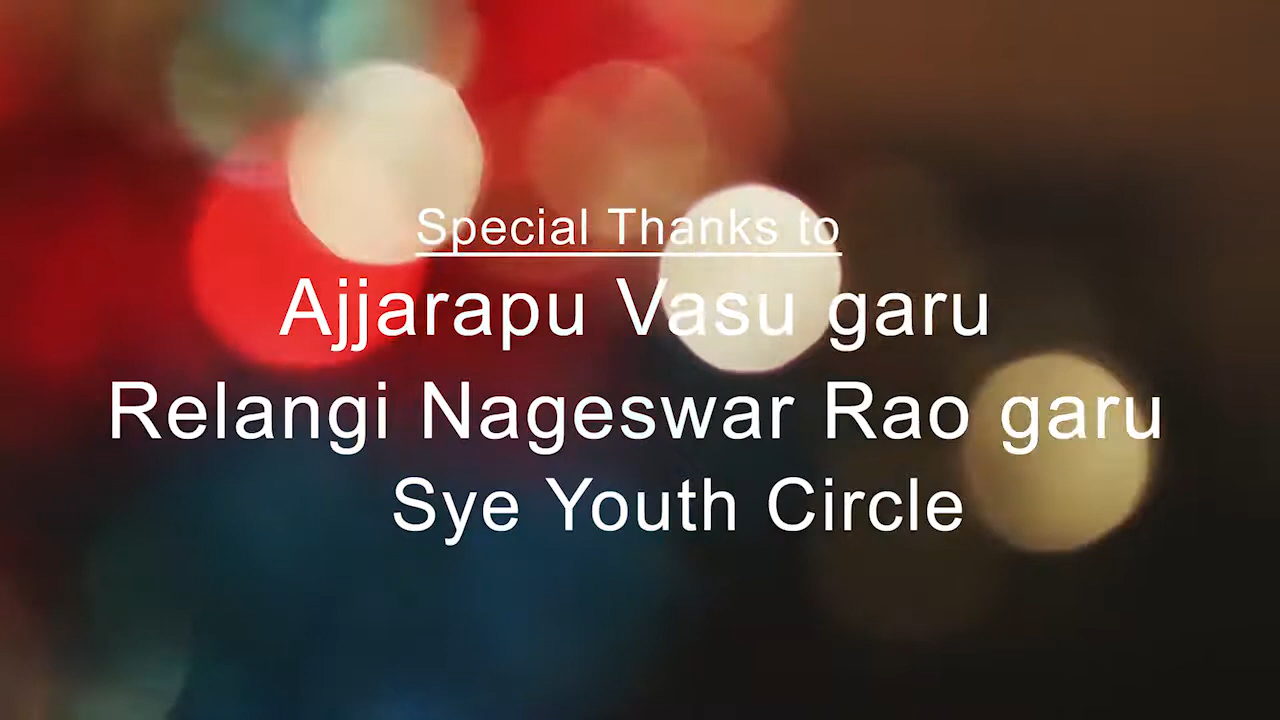 Special Thanks to
Ajjarapu Vasu garu
Relangi Nageswar Rao garu
Sye Youth Circle